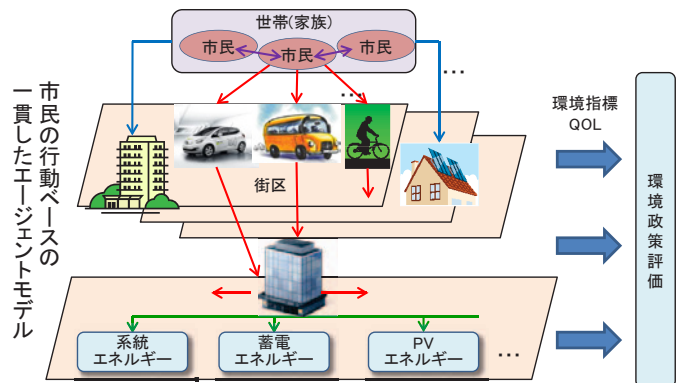 世帯(家族)
市民
市民
市民
…
…
市民の行動ベースの
一貫したエージェントモデル
街区
環境指標
QOL
環境政策評価
系統
エネルギー
蓄電
エネルギー
PV
エネルギー
…